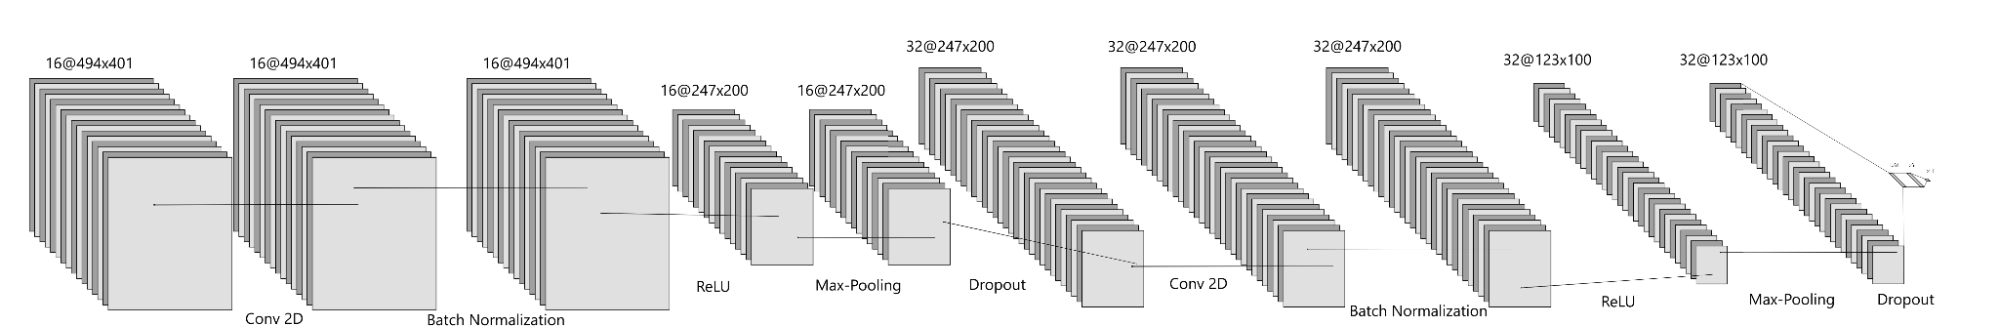 16@494x401
16@494x401
16@494x401
16@247x200
16@247x200
32@247x200
32@247x200
32@247x200
32@123x100
32@123x100
Conv 2D
Batch Normalization
ReLU
Max-Pooling
Dropout
Conv 2D
Batch Normalization
ReLU
Max-Pooling
Dropout